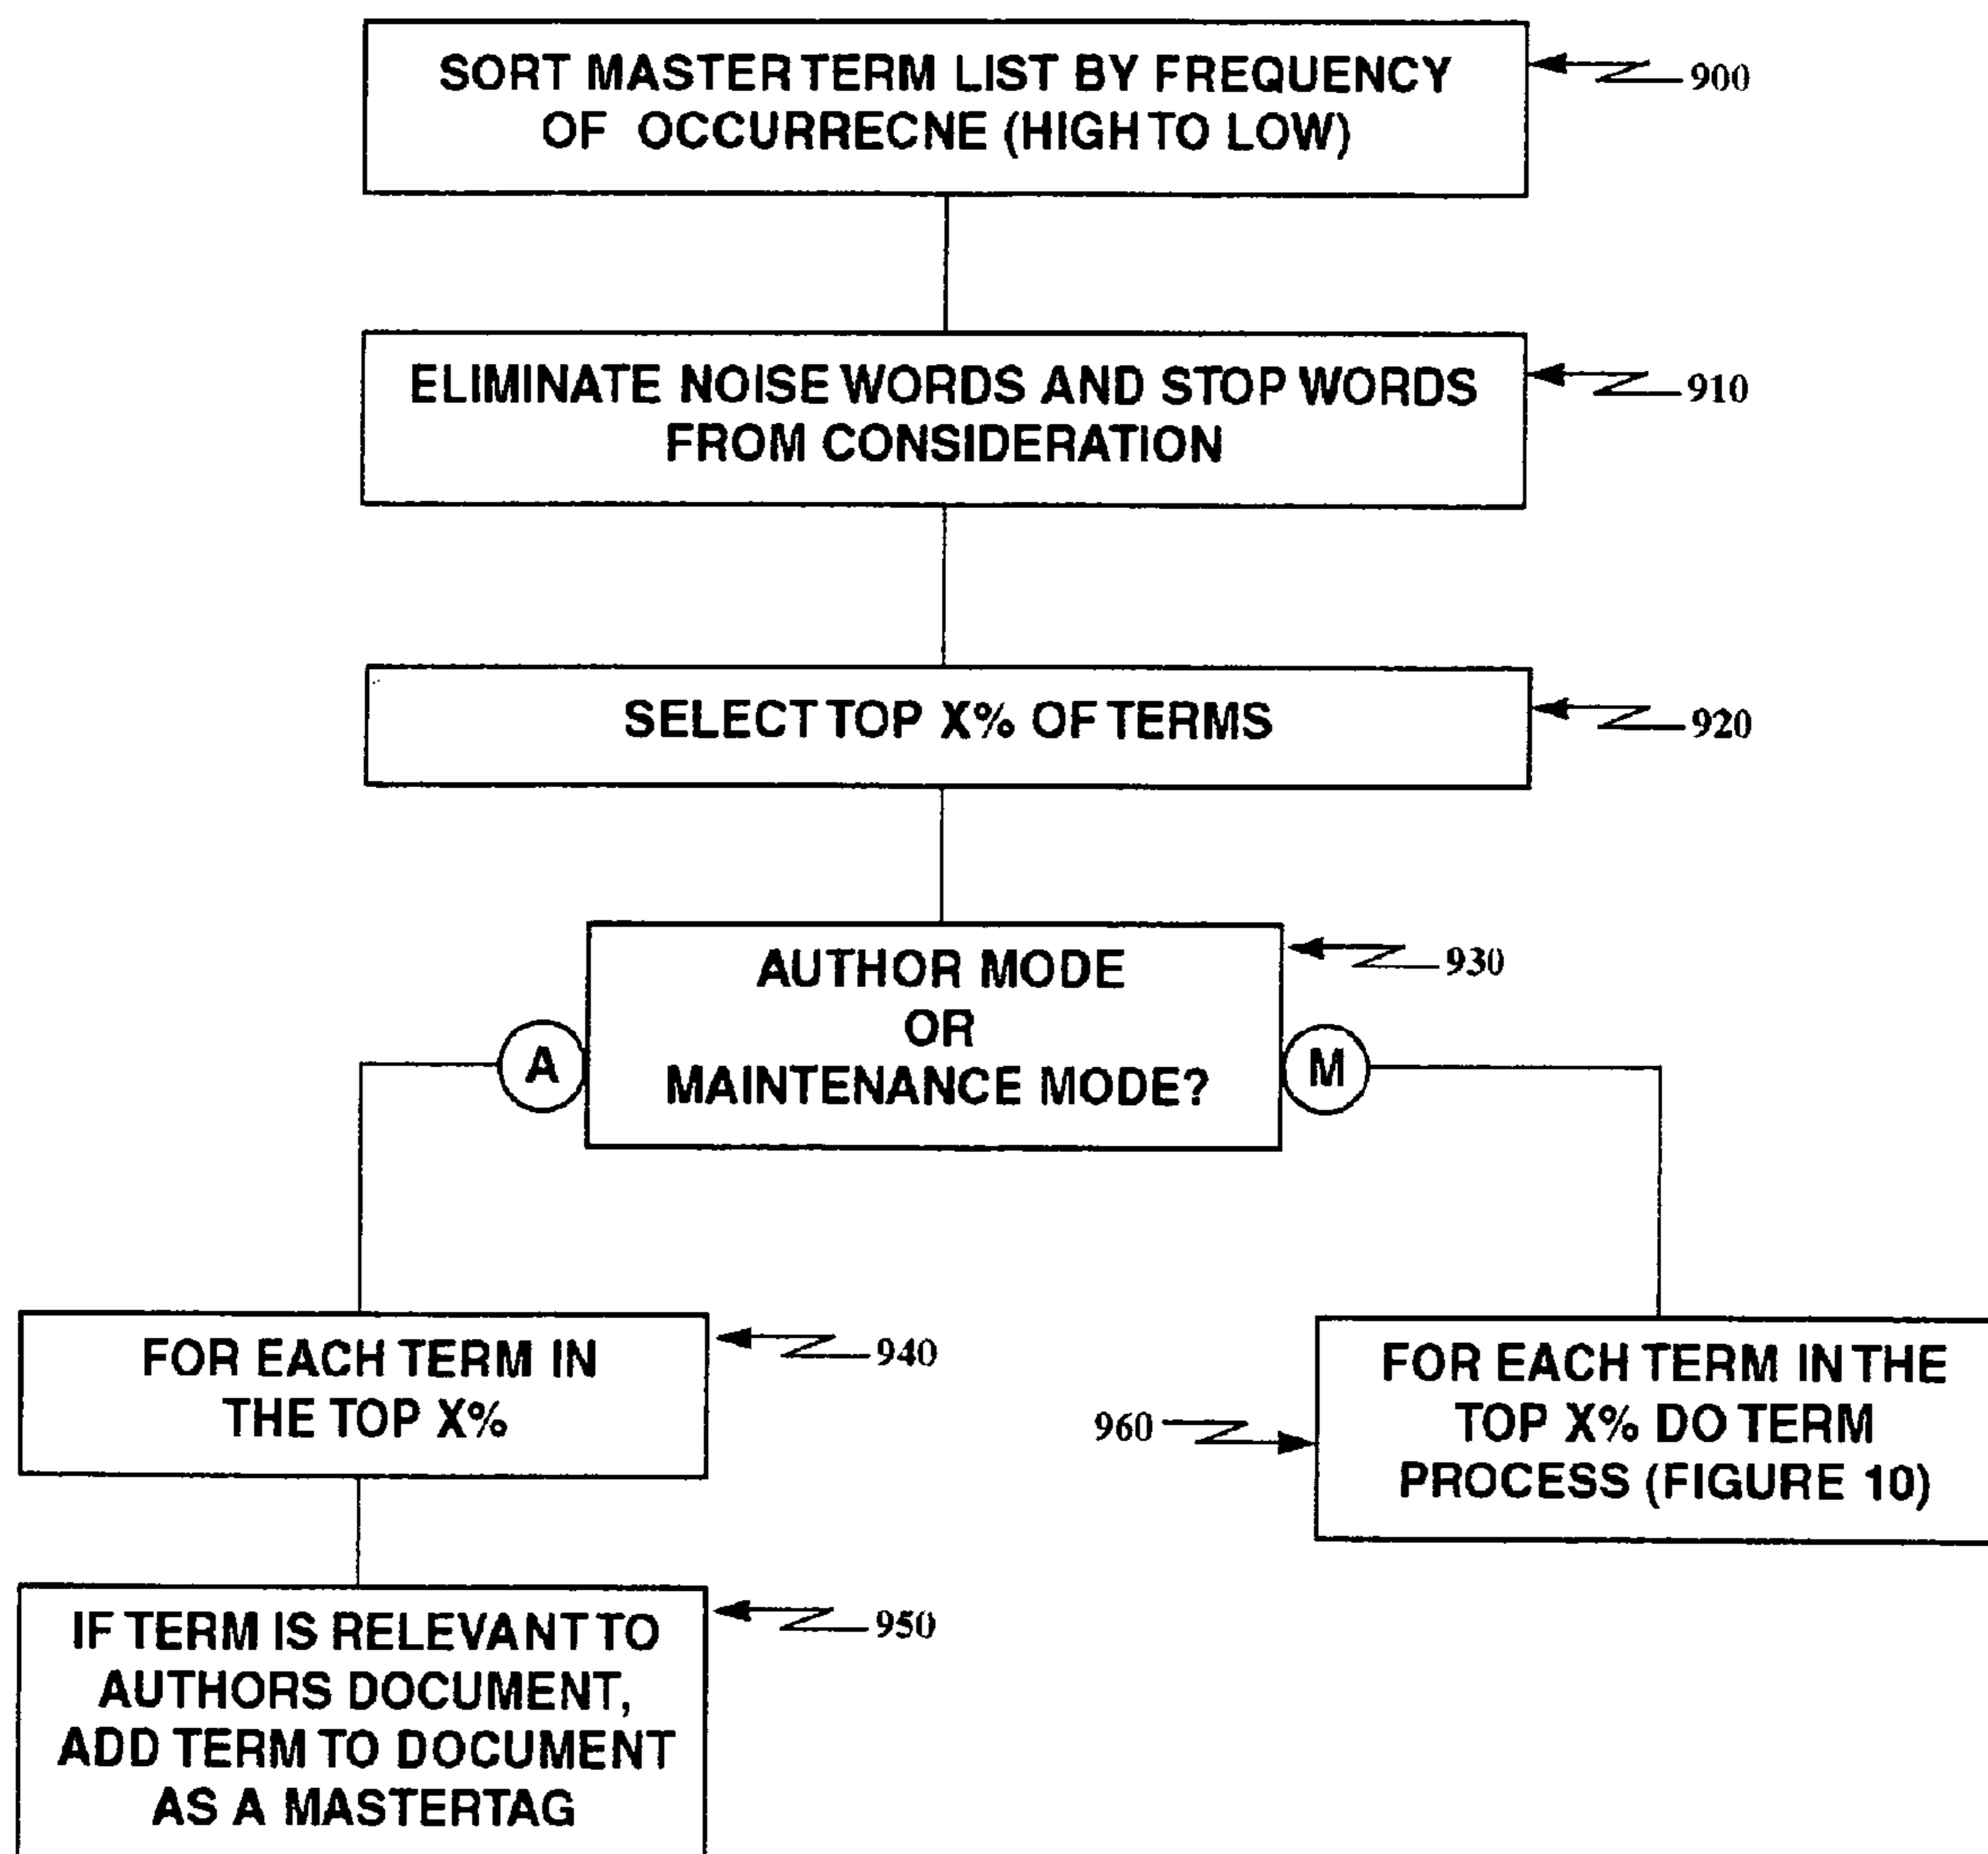 SORT MASTER TERM LIST BY FREQUENCY
OF OCCURRECNE (HIGH TO LOW)
900
ELIMINATE NOISE WORDS AND STOP WORDS
FROM CONSIDERATION
910
SELECT TOP X% OF TERMS
920
AUTHOR MODE
OR
MAINTENANCE MODE?
930
A
M
FOR EACH TERM IN
THE TOP X%
940
FOR EACH TERM IN THE
TOP X% DO TERM
PROCESS (FIGURE 10)
960
IF TERM IS RELEVANT TO
AUTHORS DOCUMENT,
ADD TERM TO DOCUMENT
AS A MASTERTAG
950